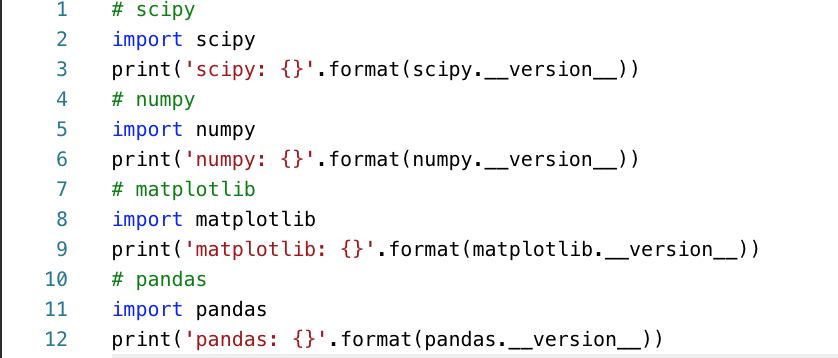 1 # scipy
2 import scipy
3 print('scipy: {}'.format(scipy.__version__))
4 # numpy
5 import numpy
6 print('numpy: {}'.format(numpy.__version__))
7 # matplotlib
8 import matplotlib
9 print('matplotlib: {}'.format(matplotlib.__version__))
10 # pandas
11 import pandas
12 print('pandas: {}'.format(pandas.__version__))